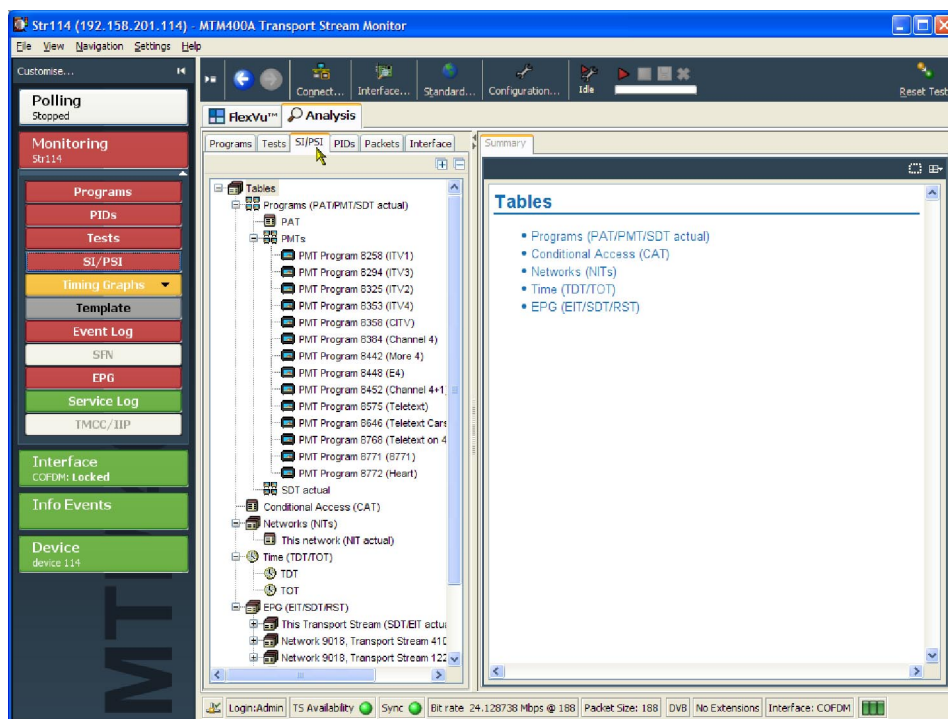 Str114 (192.158.201.114) - MTM400A Transport Stream Monitor
File View Navigation Settings Help
Customise...
Polling
Stopped
Monitoring
Str114
Programs
PIDs
Tests
SI/PSI
Timing Graphs
Template
Event Log
SFN
EPG
Service Log
TMCC/IIP
Interface
COFDM: Locked
Info Events
Device
device 114
MTM
Connect...
Interface...
Standard...
Configuration...
Idle
Reset Test
FlexVu™ Analysis
Programs Tests SI/PSI PIDs Packets Interface
Tables
Programs (PAT/PMT/SDT actual)
PAT
PMTs
PMT Program 8258 (ITV1)
PMT Program 8294 (ITV3)
PMT Program 8325 (ITV2)
PMT Program 8353 (ITV4)
PMT Program 8358 (CITV)
PMT Program 8384 (Channel 4)
PMT Program 8442 (More 4)
PMT Program 8448 (E4)
PMT Program 8452 (Channel 4+1)
PMT Program 8575 (Teletext)
PMT Program 8646 (Teletext Cars
PMT Program 8768 (Teletext on 4
PMT Program 8771 (8771)
PMT Program 8772 (Heart)
SDT actual
Conditional Access (CAT)
Networks (NITs)
This network (NIT actual)
Time (TDT/TOT)
TDT
TOT
EPG (EIT/SDT/RST)
This Transport Stream (SDT/EIT actua
Network 9018, Transport Stream 410
Network 9018, Transport Stream 122
Summary
Tables
• Programs (PAT/PMT/SDT actual)
• Conditional Access (CAT)
• Networks (NITs)
• Time (TDT/TOT)
• EPG (EIT/SDT/RST)
Login:Admin TS Availability Sync Bit rate 24.128738 Mbps @ 188 Packet Size: 188 DVB No Extensions Interface: COFDM